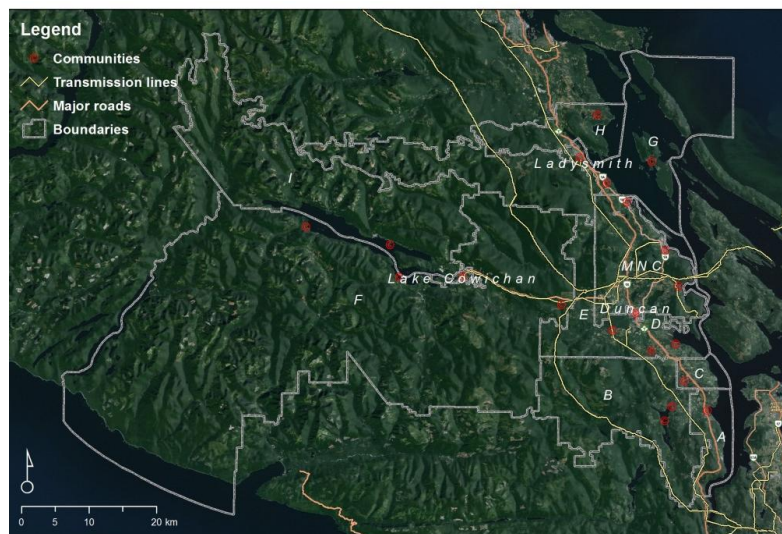 Legend
Communities
Transmission lines
Major roads
Boundaries
H
G
Ladysmith
I
Lake Cowichan
MNC
F
E
Duncan
D
C
B
A
0 5 10 20 km